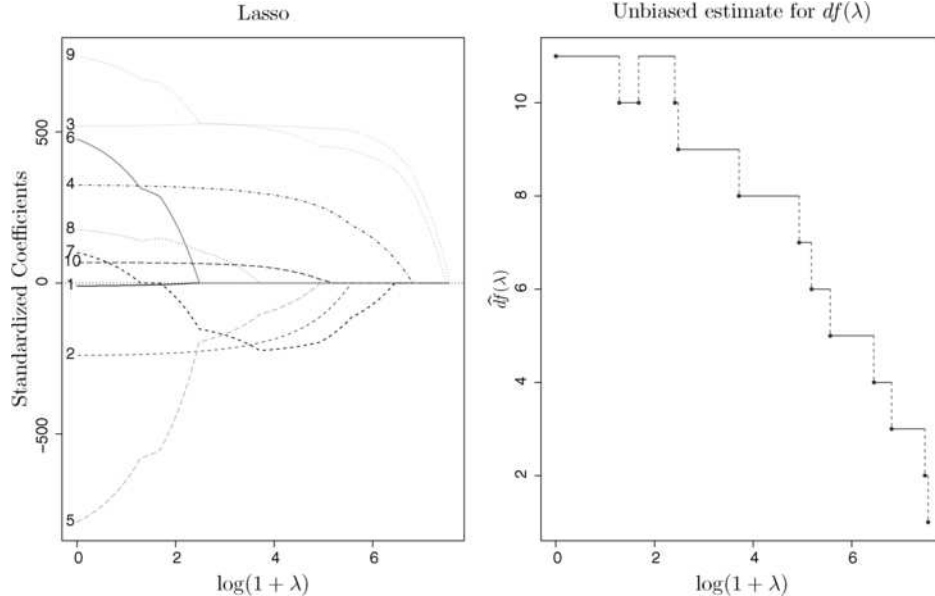 Lasso
Standardized Coefficients
500
0
−500
9
3
6
4
8
7
10
1
2
5
0 2 4 6
log(1 + λ)
Unbiased estimate for df(λ)
d̂f(λ)
10
8
6
4
2
0 2 4 6
log(1 + λ)